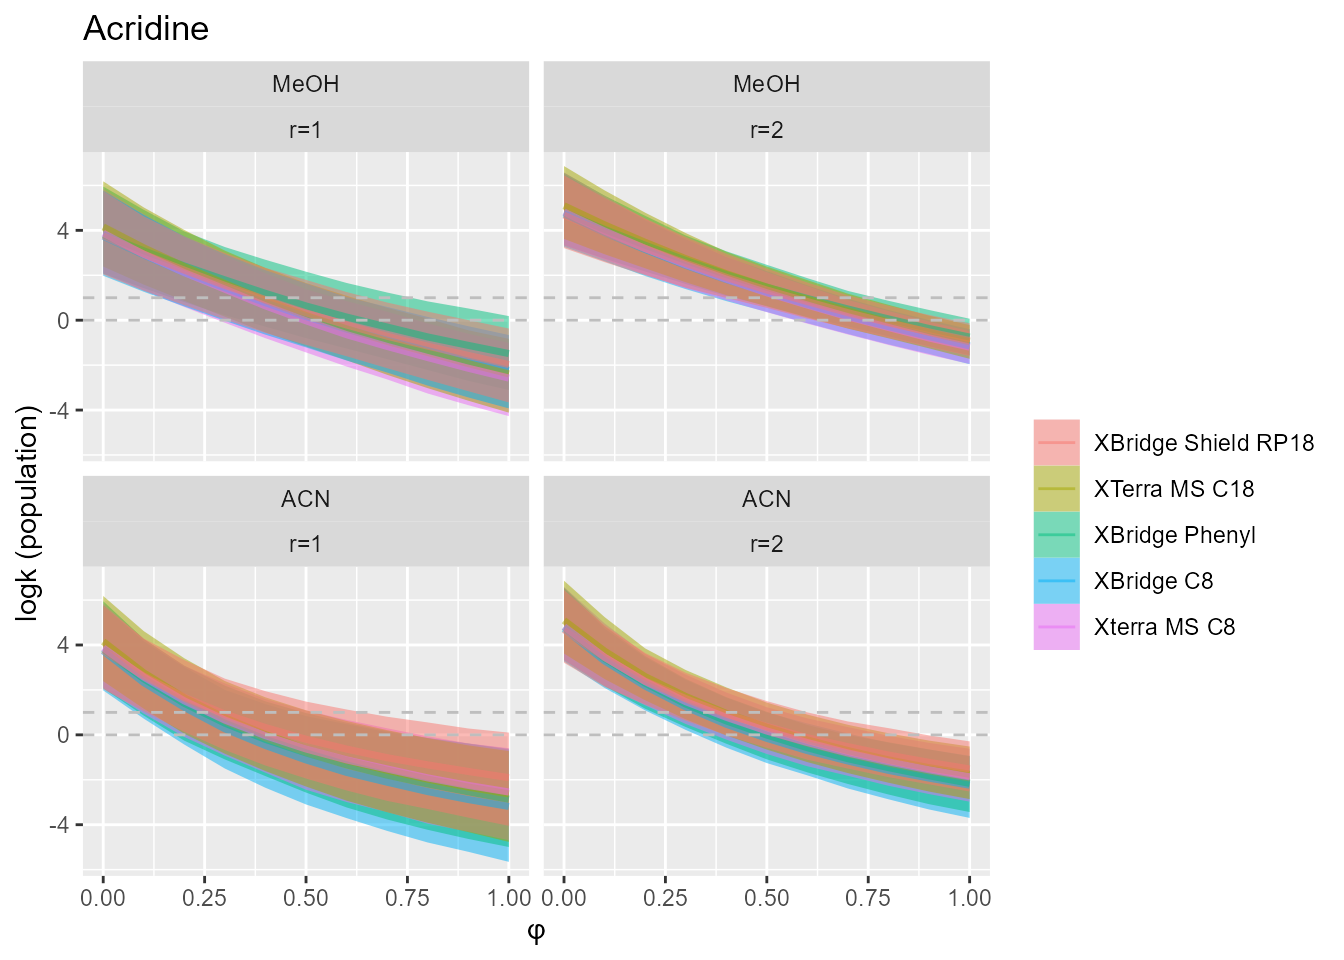 Acridine
MeOH
MeOH
r=1
r=2
4
0
-4
ACN
ACN
r=1
r=2
4
0
-4
0.00
0.25
0.50
0.75
1.00
0.00
0.25
0.50
0.75
1.00
φ
logk (population)
XBridge Shield RP18
XTerra MS C18
XBridge Phenyl
XBridge C8
Xterra MS C8